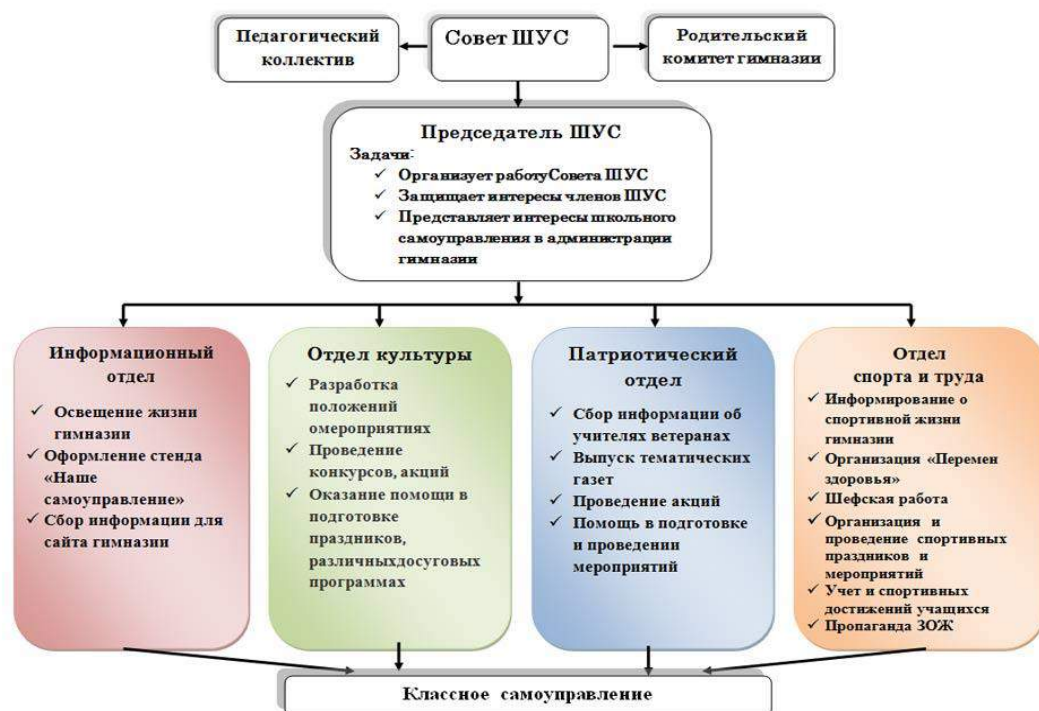 Педагогический
коллектив
Совет ШУС
Родительский
комитет гимназии
Председатель ШУС
Задачи:
✓ Организует работуСовета ШУС
✓ Защищает интересы членов ШУС
✓ Представляет интересы школьного
самоуправления в администрации
гимназии
Информационный
отдел
✓ Освещение жизни
гимназии
✓ Оформление стенда
«Наше
самоуправление»
✓ Сбор информации для
сайта гимназии
Отдел культуры
✓ Разработка
положений
омероприятиях
✓ Проведение
конкурсов, акций
✓ Оказание помощи в
подготовке
праздников,
различныхдосуговых
программах
Патриотический
отдел
✓ Сбор информации об
учителях ветеранах
✓ Выпуск тематических
газет
✓ Проведение акций
✓ Помощь в подготовке
и проведении
мероприятий
Отдел
спорта и труда
✓ Информирование о
спортивной жизни
гимназии
✓ Организация «Перемен
здоровья»
✓ Шефская работа
✓ Организация и
проведение спортивных
праздников и
мероприятий
✓ Учет и спортивных
достижений учащихся
✓ Пропаганда ЗОЖ
Классное самоуправление